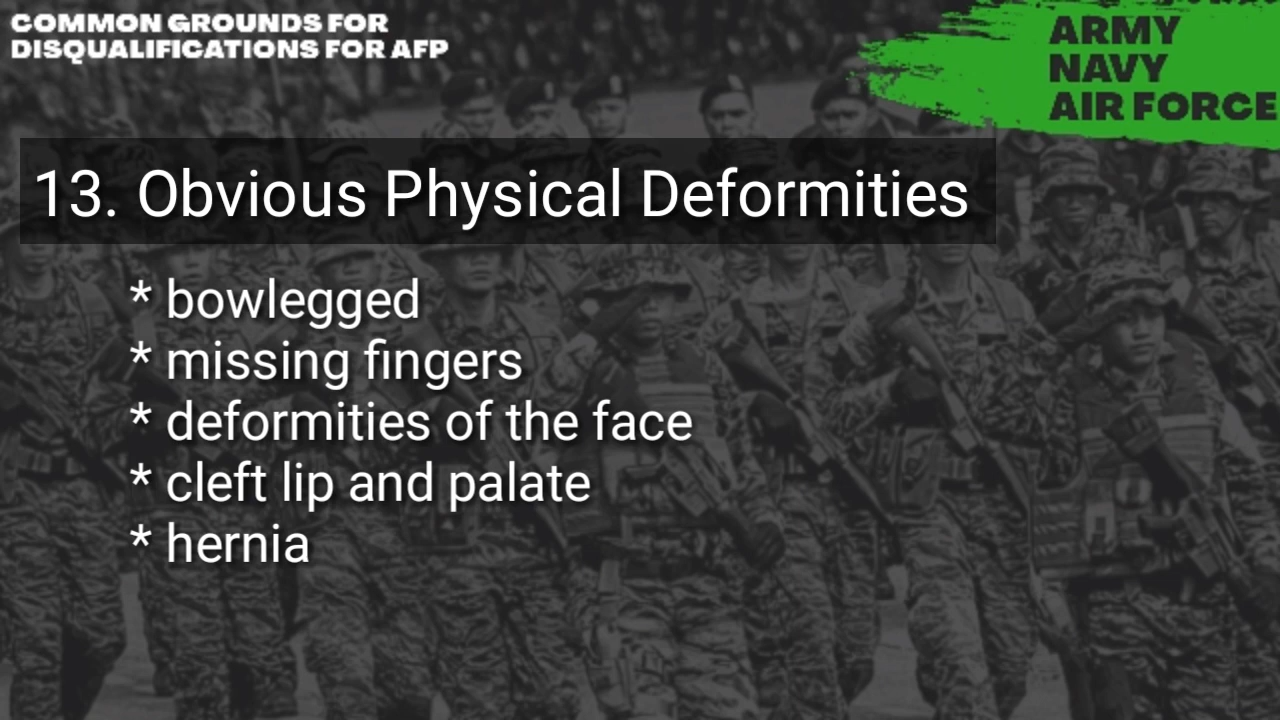 COMMON GROUNDS FOR
DISQUALIFICATIONS FOR AFP
ARMY
NAVY
AIR FORCE
13. Obvious Physical Deformities
* bowlegged
* missing fingers
* deformities of the face
* cleft lip and palate
* hernia